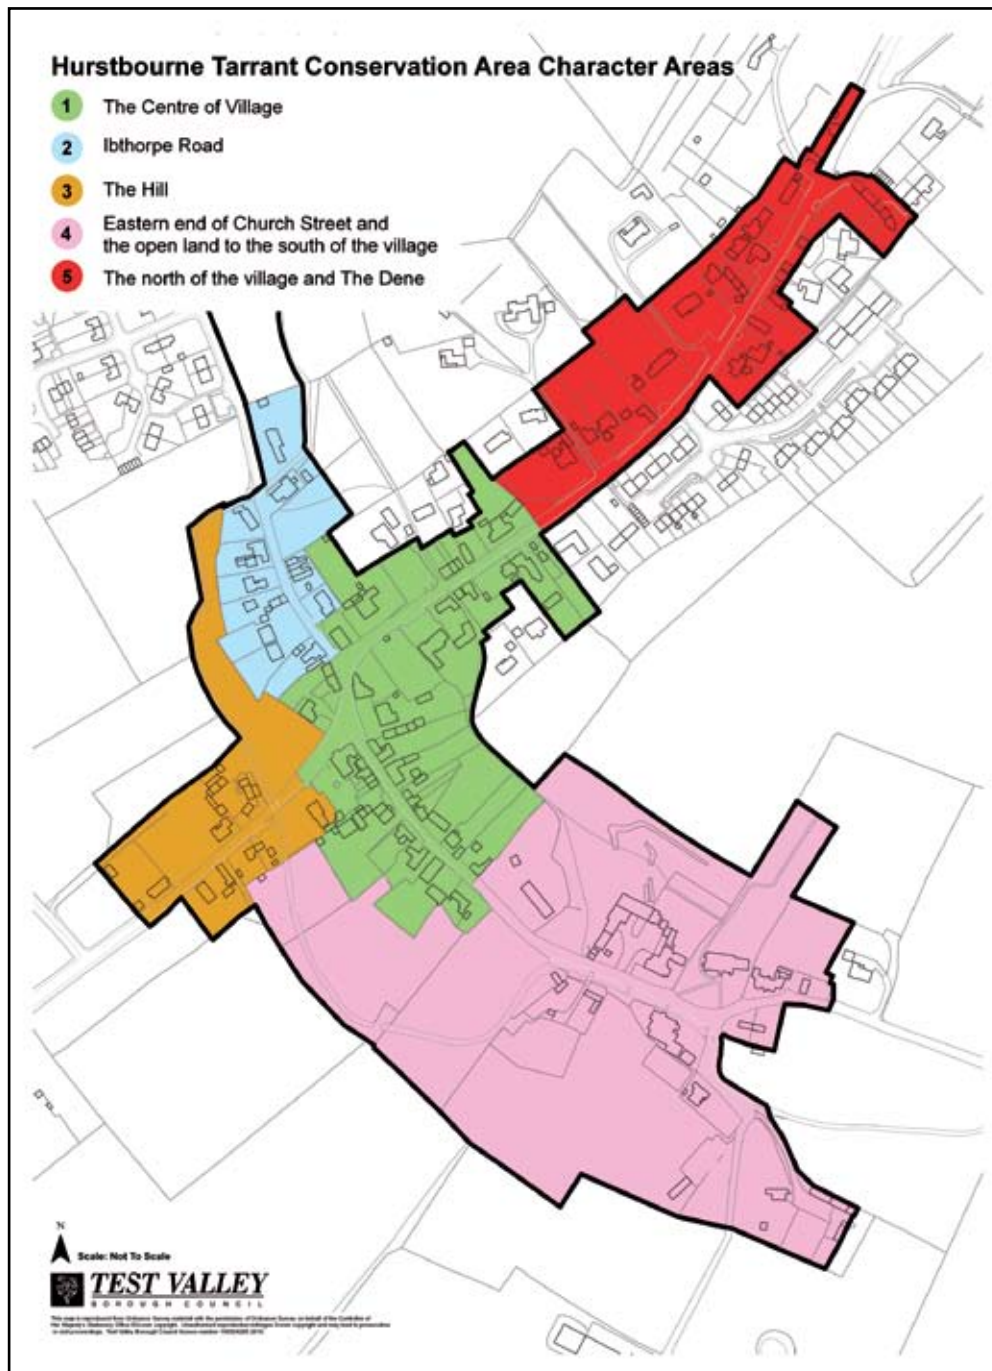 Hurstbourne Tarrant Conservation Area Character Areas
1 The Centre of Village
2 Ibthorpe Road
3 The Hill
4 Eastern end of Church Street and
the open land to the south of the village
5 The north of the village and The Dene
N
Scale: Not To Scale
TEST VALLEY
BOROUGH COUNCIL